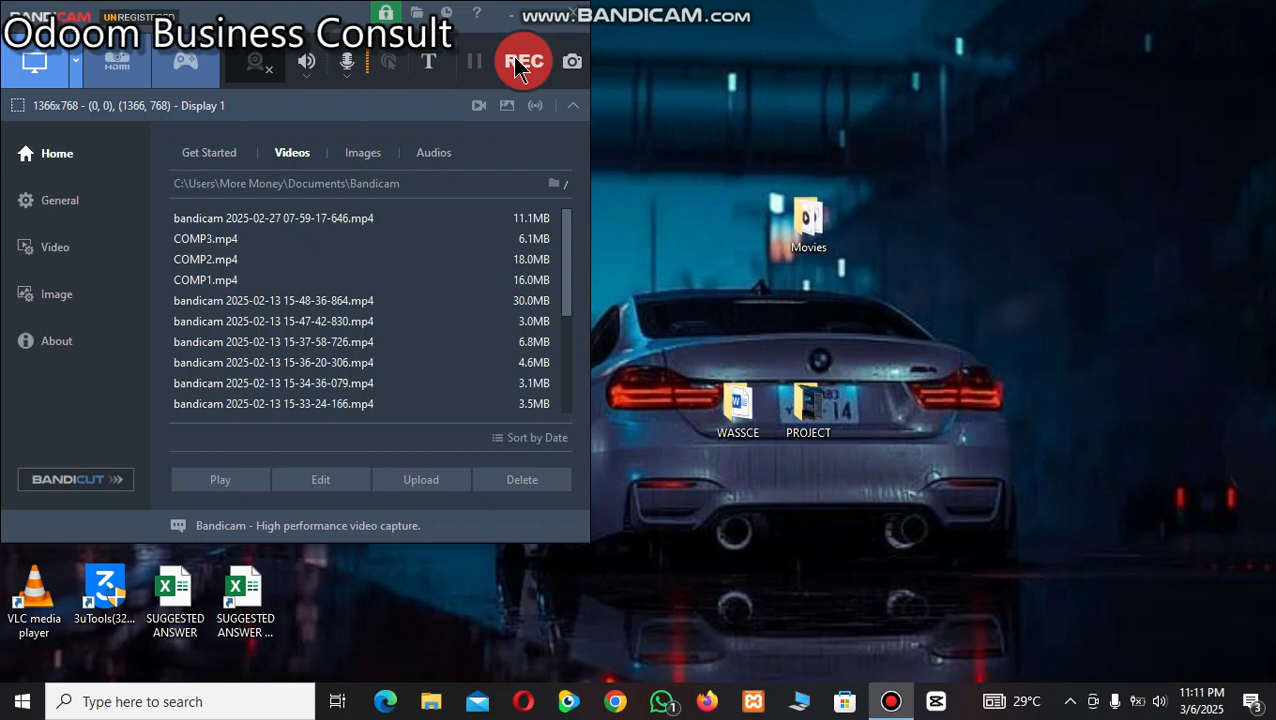 BANDICAM UNREGISTERED
www.BANDICAM.com
Odoom Business Consult
HDMI
T
REC
1366x768 - (0, 0), (1366, 768) - Display 1
Home
General
Video
Image
About
BANDICUT
Get Started Videos Images Audios
C:\Users\More Money\Documents\Bandicam
bandicam 2025-02-27 07-59-17-646.mp4 11.1MB
COMP3.mp4 6.1MB
COMP2.mp4 18.0MB
COMP1.mp4 16.0MB
bandicam 2025-02-13 15-48-36-864.mp4 30.0MB
bandicam 2025-02-13 15-47-42-830.mp4 3.0MB
bandicam 2025-02-13 15-37-58-726.mp4 6.8MB
bandicam 2025-02-13 15-36-20-306.mp4 4.6MB
bandicam 2025-02-13 15-34-36-079.mp4 3.1MB
bandicam 2025-02-13 15-33-24-166.mp4 3.5MB
Sort by Date
Play Edit Upload Delete
Bandicam - High performance video capture.
Movies
WASSCE
PROJECT
VLC media
player
3uTools(32...
SUGGESTED
ANSWER
SUGGESTED
ANSWER ...
Type here to search
1
29°C
11:11 PM
3/6/2025
3